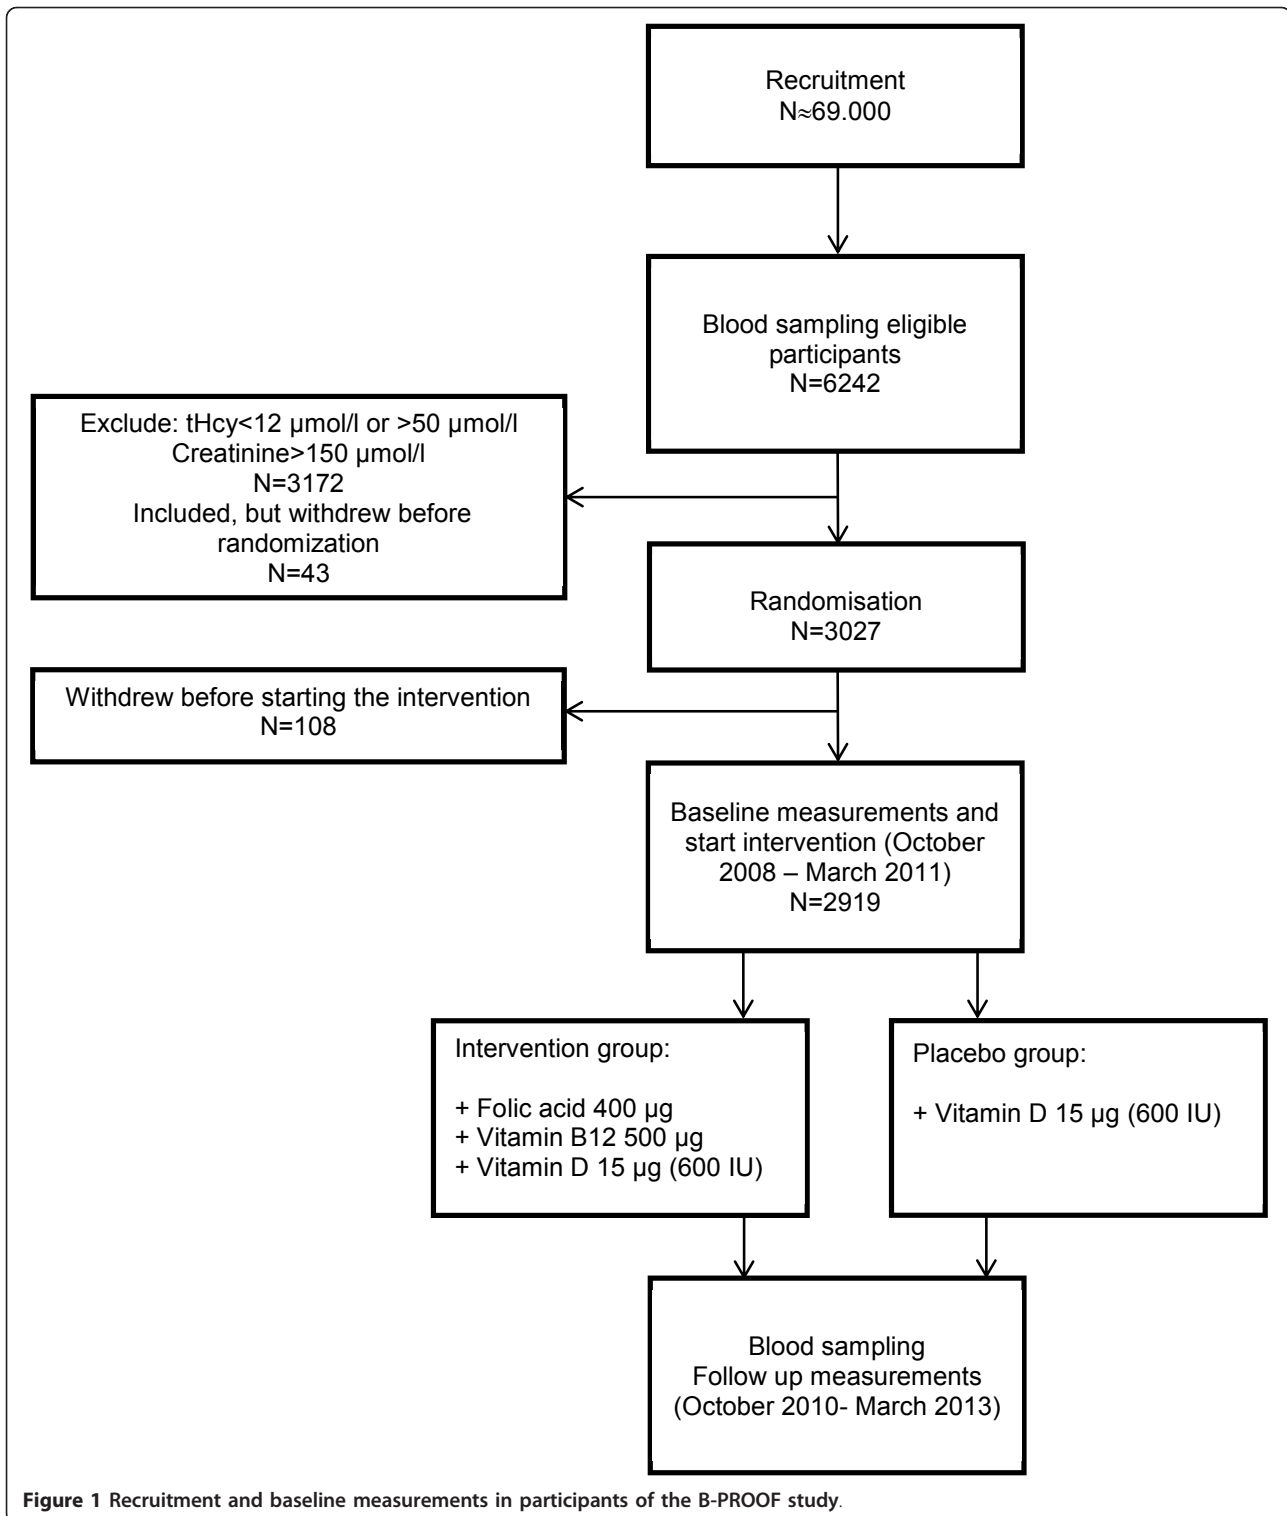 Recruitment
N≈69.000
Blood sampling eligible
participants
N=6242
Exclude: tHcy<12 µmol/l or >50 µmol/l
Creatinine>150 µmol/l
N=3172
Included, but withdrew before
randomization
N=43
Randomisation
N=3027
Withdrew before starting the intervention
N=108
Baseline measurements and
start intervention (October
2008 – March 2011)
N=2919
Intervention group:
+ Folic acid 400 µg
+ Vitamin B12 500 µg
+ Vitamin D 15 µg (600 IU)
Placebo group:
+ Vitamin D 15 µg (600 IU)
Blood sampling
Follow up measurements
(October 2010- March 2013)
Figure 1 Recruitment and baseline measurements in participants of the B-PROOF study.